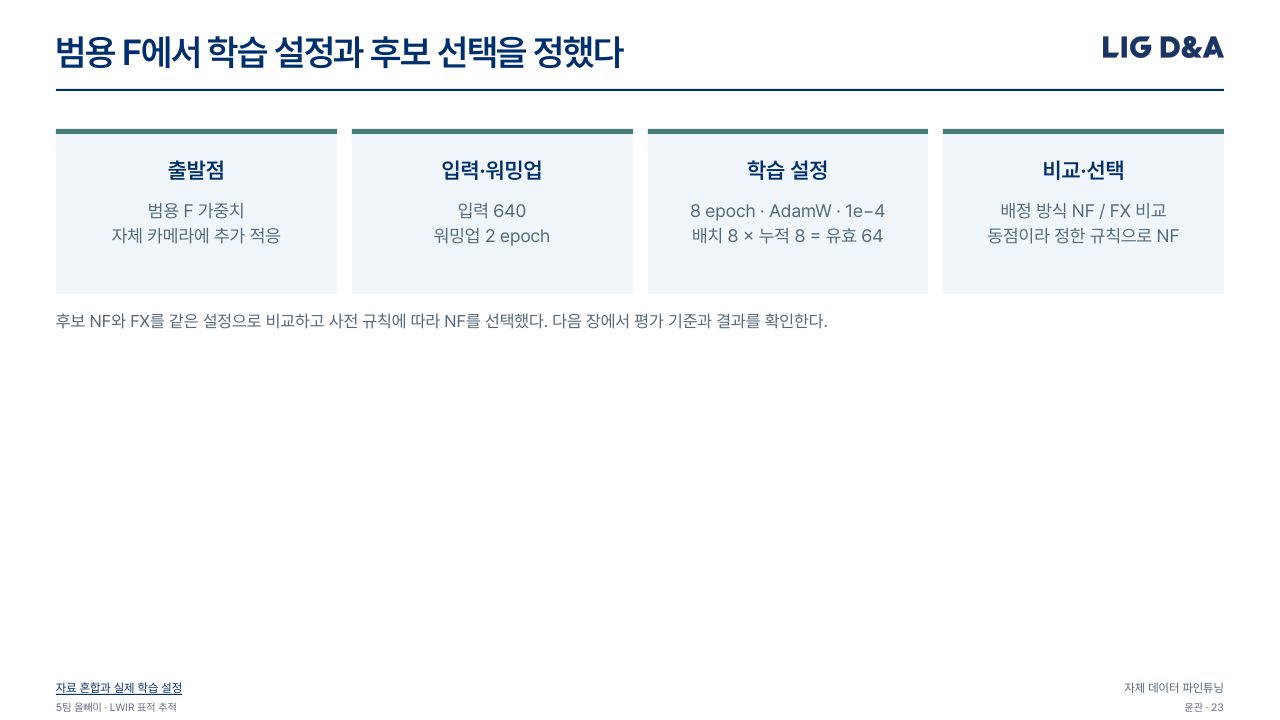 범용 F에서 학습 설정과 후보 선택을 정했다
LIG D&A
출발점
범용 F 가중치
자체 카메라에 추가 적응
입력·워밍업
입력 640
워밍업 2 epoch
학습 설정
8 epoch · AdamW · 1e−4
배치 8 × 누적 8 = 유효 64
비교·선택
배정 방식 NF / FX 비교
동점이라 정한 규칙으로 NF
후보 NF와 FX를 같은 설정으로 비교하고 사전 규칙에 따라 NF를 선택했다. 다음 장에서 평가 기준과 결과를 확인한다.
자료 혼합과 실제 학습 설정
5팀 올빼미 · LWIR 표적 추적
자체 데이터 파인튜닝
윤관 · 23